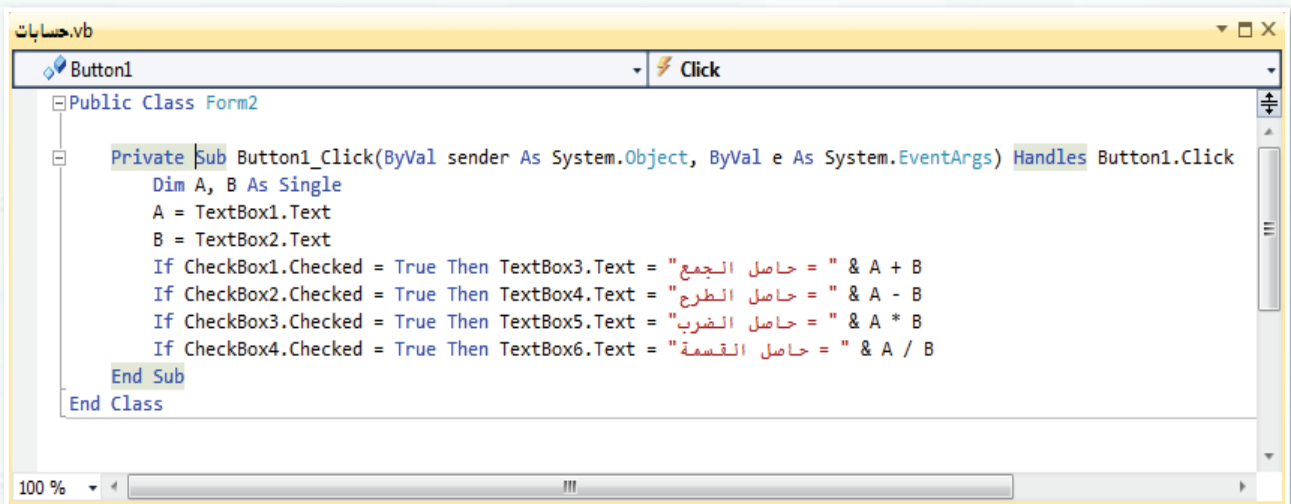 حسابات.vb
Button1 Click
Public Class Form2
Private Sub Button1_Click(ByVal sender As System.Object, ByVal e As System.EventArgs) Handles Button1.Click
Dim A, B As Single
A = TextBox1.Text
B = TextBox2.Text
If CheckBox1.Checked = True Then TextBox3.Text = "حاصل الجمع = " & A + B
If CheckBox2.Checked = True Then TextBox4.Text = "حاصل الطرح = " & A - B
If CheckBox3.Checked = True Then TextBox5.Text = "حاصل الضرب = " & A * B
If CheckBox4.Checked = True Then TextBox6.Text = "حاصل القسمة = " & A / B
End Sub
End Class
100 %